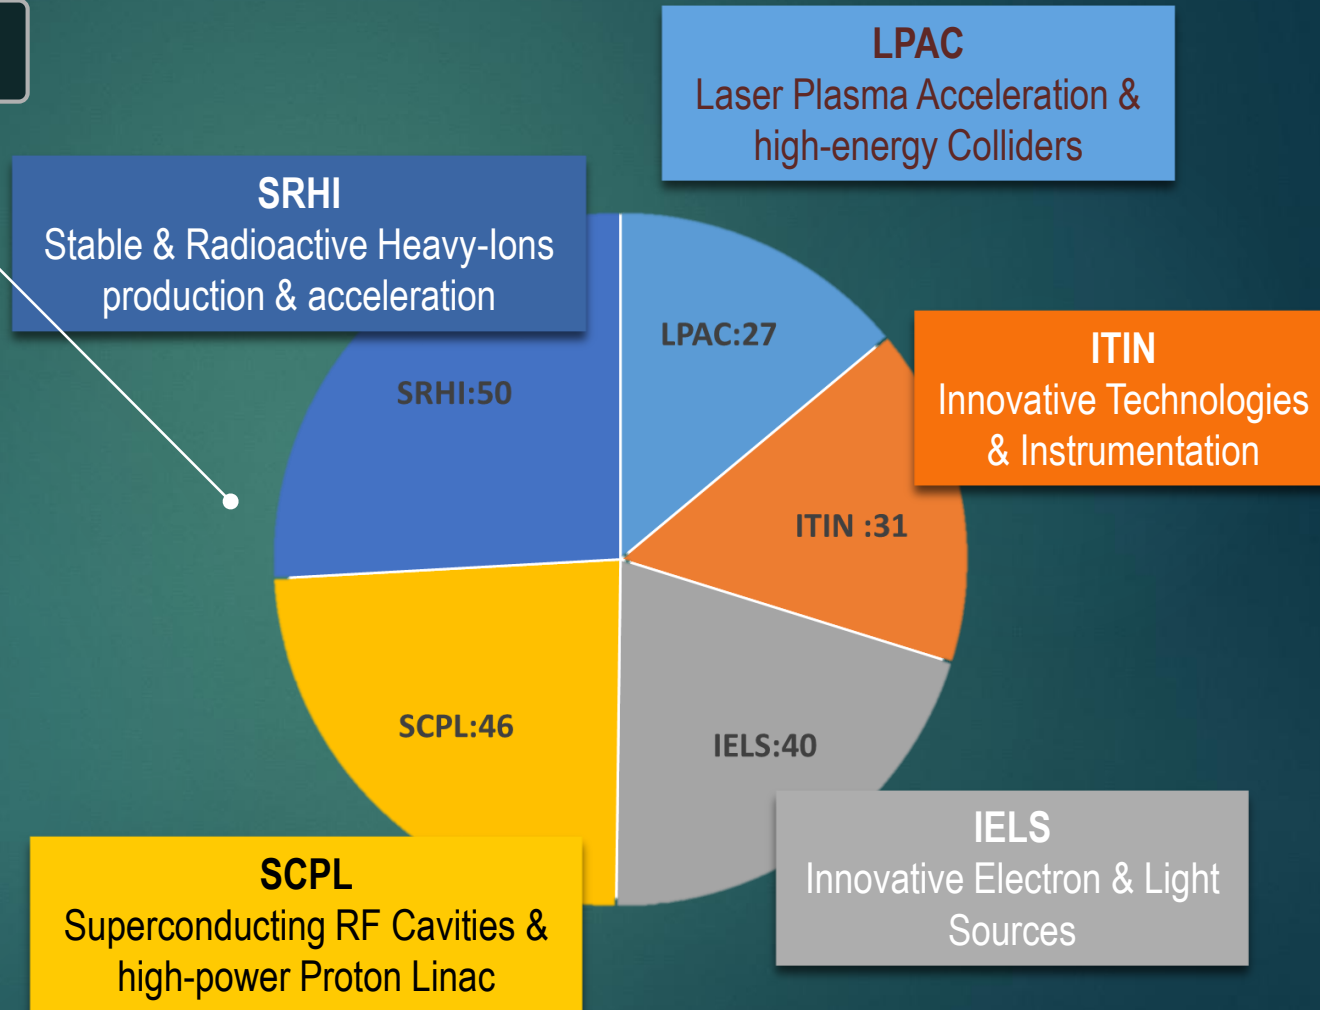 LPAC
Laser Plasma Acceleration &
high-energy Colliders
SRHI
Stable & Radioactive Heavy-Ions
production & acceleration
LPAC:27
ITIN
Innovative Technologies
& Instrumentation
SRHI:50
ITIN :31
SCPL:46
IELS:40
IELS
Innovative Electron & Light
Sources
SCPL
Superconducting RF Cavities &
high-power Proton Linac